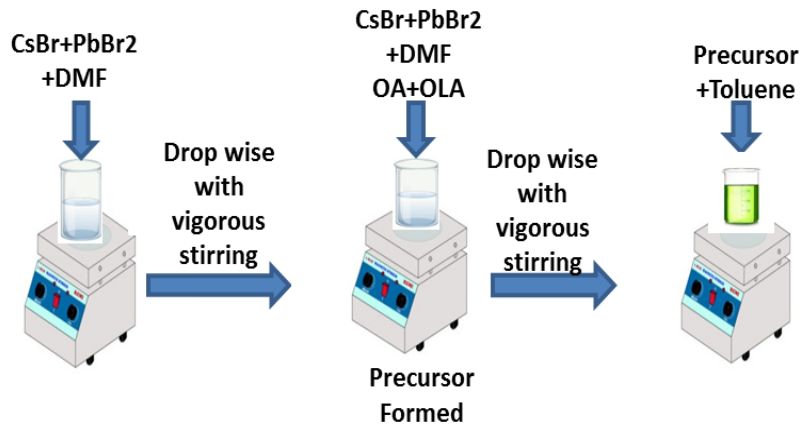 CsBr+PbBr2
+DMF
Drop wise
with
vigorous
stirring
CsBr+PbBr2
+DMF
OA+OLA
Precursor
Formed
Drop wise
with
vigorous
stirring
Precursor
+Toluene